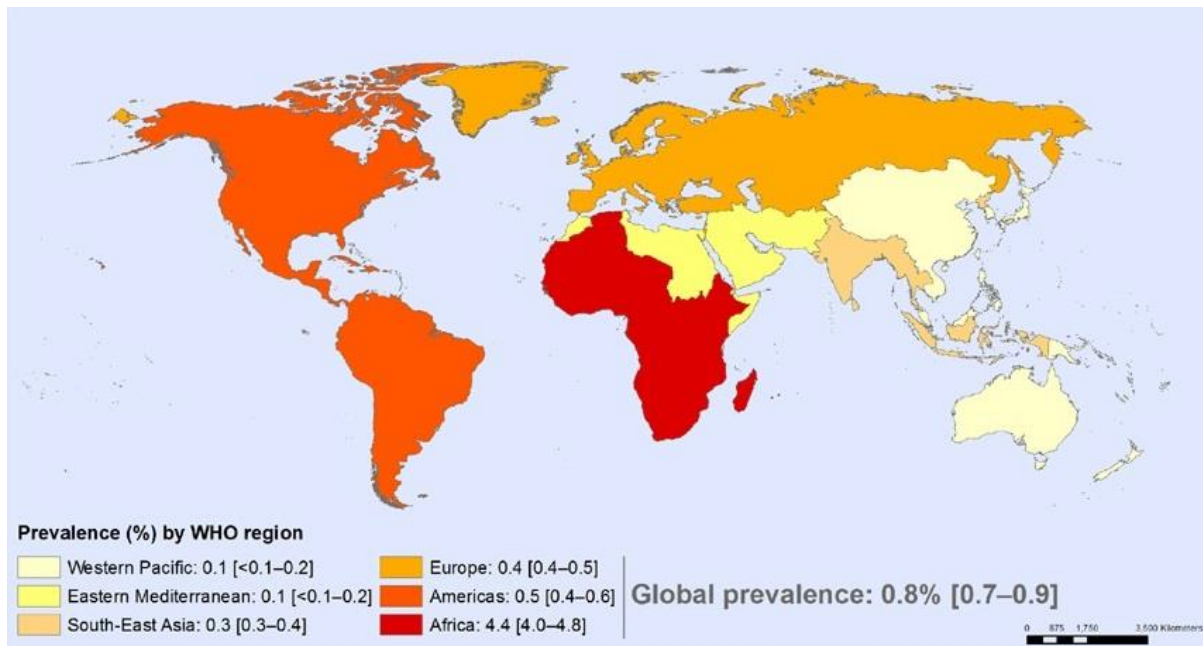 Prevalence (%) by WHO region
Western Pacific: 0.1 [<0.1–0.2]
Eastern Mediterranean: 0.1 [<0.1–0.2]
South-East Asia: 0.3 [0.3–0.4]
Europe: 0.4 [0.4–0.5]
Americas: 0.5 [0.4–0.6]
Africa: 4.4 [4.0–4.8]
Global prevalence: 0.8% [0.7–0.9]
0 875 1,750 3,500 Kilometers